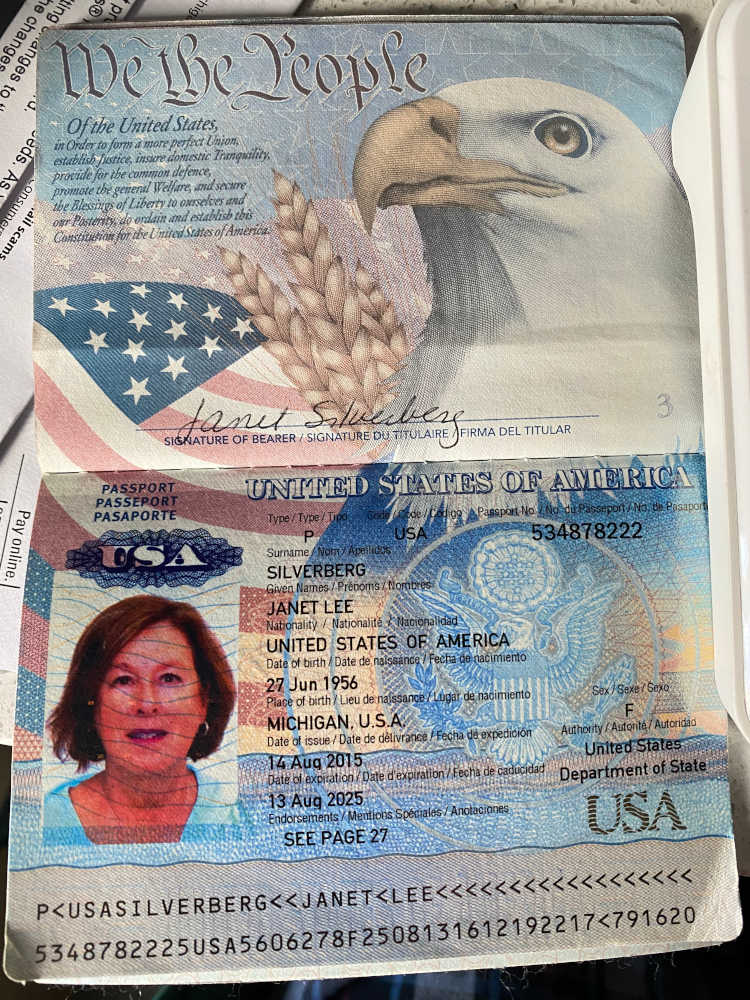 We the People
Of the United States,
in Order to form a more perfect Union,
establish Justice, insure domestic Tranquility,
provide for the common defence,
promote the general Welfare, and secure
the Blessings of Liberty to ourselves and
our Posterity, do ordain and establish this
Constitution for the United States of America.
Janet Silverberg
3
SIGNATURE OF BEARER / SIGNATURE DU TITULAIRE / FIRMA DEL TITULAR
PASSPORT
PASSEPORT
PASAPORTE
UNITED STATES OF AMERICA
USA
Type / Type / Tipo Code / Code / Código Passport No. / No. du Passeport / No. de Pasaport
P USA 534878222
Surname / Nom / Apellidos
SILVERBERG
Given Names / Prénoms / Nombres
JANET LEE
Nationality / Nationalité / Nacionalidad
UNITED STATES OF AMERICA
Date of birth / Date de naissance / Fecha de nacimiento
27 Jun 1956
Place of birth / Lieu de naissance / Lugar de nacimiento Sex / Sexe / Sexo
MICHIGAN, U.S.A. F
Date of issue / Date de délivrance / Fecha de expedición Authority / Autorité / Autoridad
14 Aug 2015 United States
Date of expiration / Date d'expiration / Fecha de caducidad Department of State
13 Aug 2025
Endorsements / Mentions Spéciales / Anotaciones
SEE PAGE 27
USA
P<USASILVERBERG<<JANET<LEE<<<<<<<<<<<<<<<<<<
5348782225USA5606278F2508131612192217<791620
Pay online.